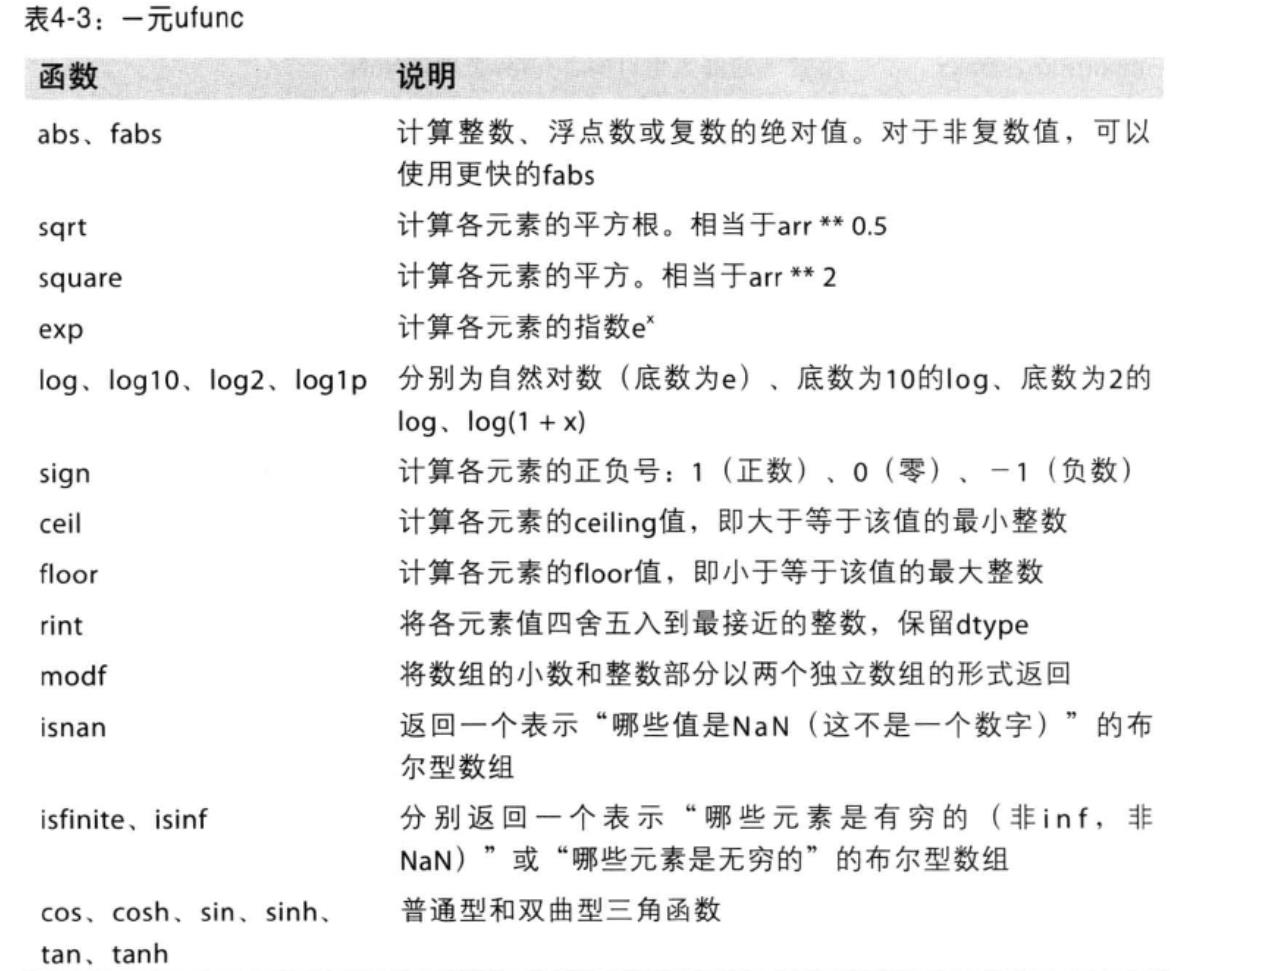 表4-3：一元ufunc
函数 说明
abs、fabs 计算整数、浮点数或复数的绝对值。对于非复数值，可以
使用更快的fabs
sqrt 计算各元素的平方根。相当于arr ** 0.5
square 计算各元素的平方。相当于arr ** 2
exp 计算各元素的指数eˣ
log、log10、log2、log1p 分别为自然对数（底数为e）、底数为10的log、底数为2的
log、log(1 + x)
sign 计算各元素的正负号：1（正数）、0（零）、－1（负数）
ceil 计算各元素的ceiling值，即大于等于该值的最小整数
floor 计算各元素的floor值，即小于等于该值的最大整数
rint 将各元素值四舍五入到最接近的整数，保留dtype
modf 将数组的小数和整数部分以两个独立数组的形式返回
isnan 返回一个表示“哪些值是NaN（这不是一个数字）”的布
尔型数组
isfinite、isinf 分别返回一个表示“哪些元素是有穷的（非inf，非
NaN）”或“哪些元素是无穷的”的布尔型数组
cos、cosh、sin、sinh、 普通型和双曲型三角函数
tan、tanh